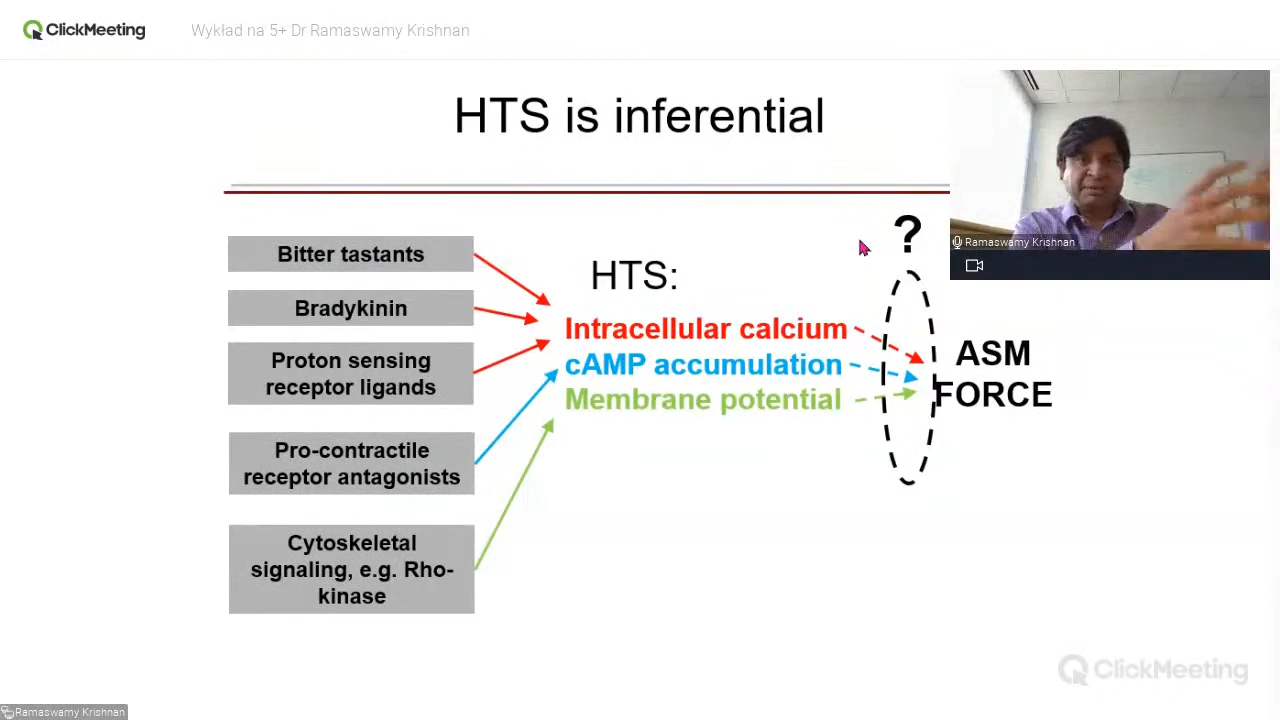 ClickMeeting
Wykład na 5+ Dr Ramaswamy Krishnan
HTS is inferential
Ramaswamy Krishnan
?
Bitter tastants
Bradykinin
Proton sensing
receptor ligands
Pro-contractile
receptor antagonists
Cytoskeletal
signaling, e.g. Rho-
kinase
HTS:
Intracellular calcium
cAMP accumulation
Membrane potential
ASM
FORCE
ClickMeeting
Ramaswamy Krishnan